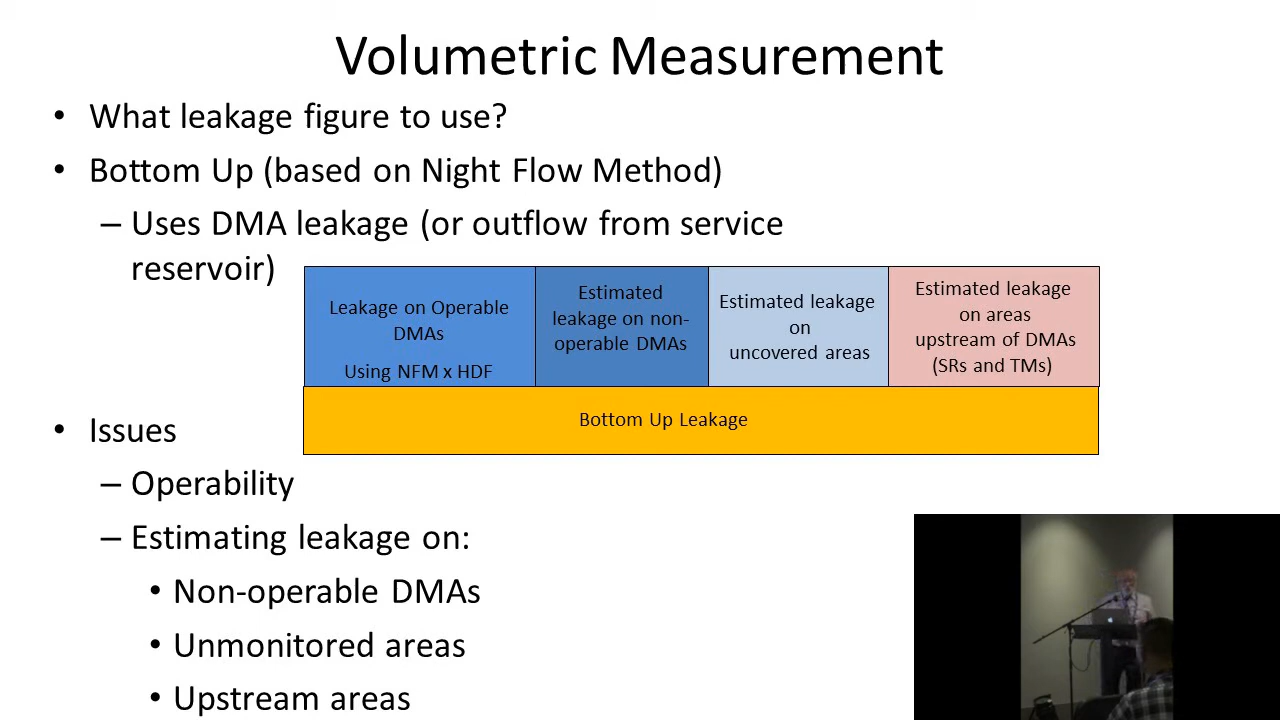 Volumetric Measurement
• What leakage figure to use?
• Bottom Up (based on Night Flow Method)
– Uses DMA leakage (or outflow from service
reservoir)
Leakage on Operable
DMAs
Using NFM x HDF
Estimated
leakage on non-
operable DMAs
Estimated leakage
on
uncovered areas
Estimated leakage
on areas
upstream of DMAs
(SRs and TMs)
Bottom Up Leakage
• Issues
– Operability
– Estimating leakage on:
• Non-operable DMAs
• Unmonitored areas
• Upstream areas